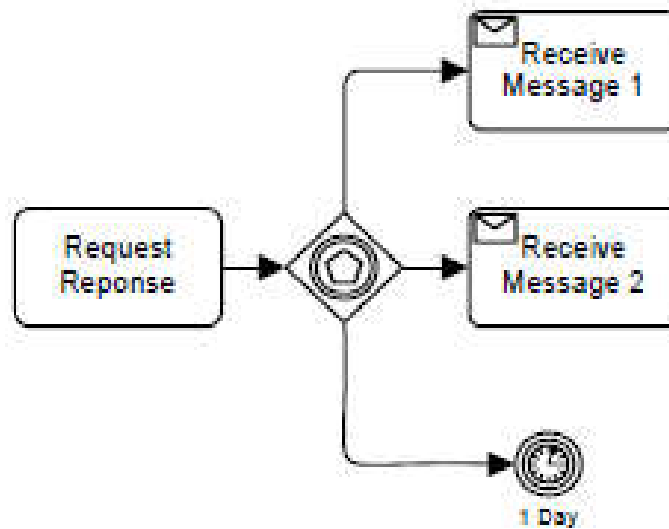 Receive
Message 1
Request
Reponse
Receive
Message 2
1 Day